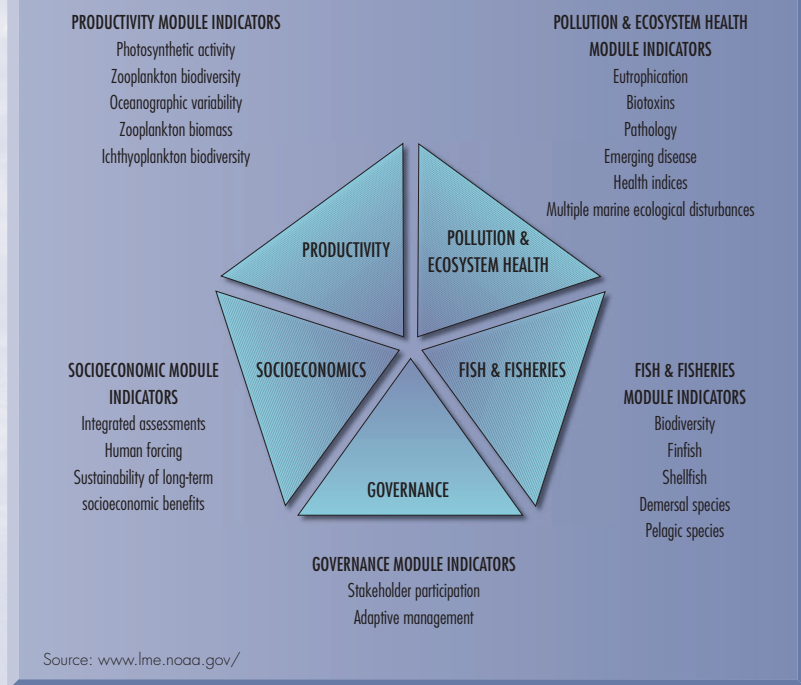 PRODUCTIVITY MODULE INDICATORS
Photosynthetic activity
Zooplankton biodiversity
Oceanographic variability
Zooplankton biomass
Ichthyoplankton biodiversity
POLLUTION & ECOSYSTEM HEALTH
MODULE INDICATORS
Eutrophication
Biotoxins
Pathology
Emerging disease
Health indices
Multiple marine ecological disturbances
PRODUCTIVITY
POLLUTION &
ECOSYSTEM HEALTH
SOCIOECONOMICS
FISH & FISHERIES
GOVERNANCE
SOCIOECONOMIC MODULE
INDICATORS
Integrated assessments
Human forcing
Sustainability of long-term
socioeconomic benefits
FISH & FISHERIES
MODULE INDICATORS
Biodiversity
Finfish
Shellfish
Demersal species
Pelagic species
GOVERNANCE MODULE INDICATORS
Stakeholder participation
Adaptive management
Source: www.lme.noaa.gov/